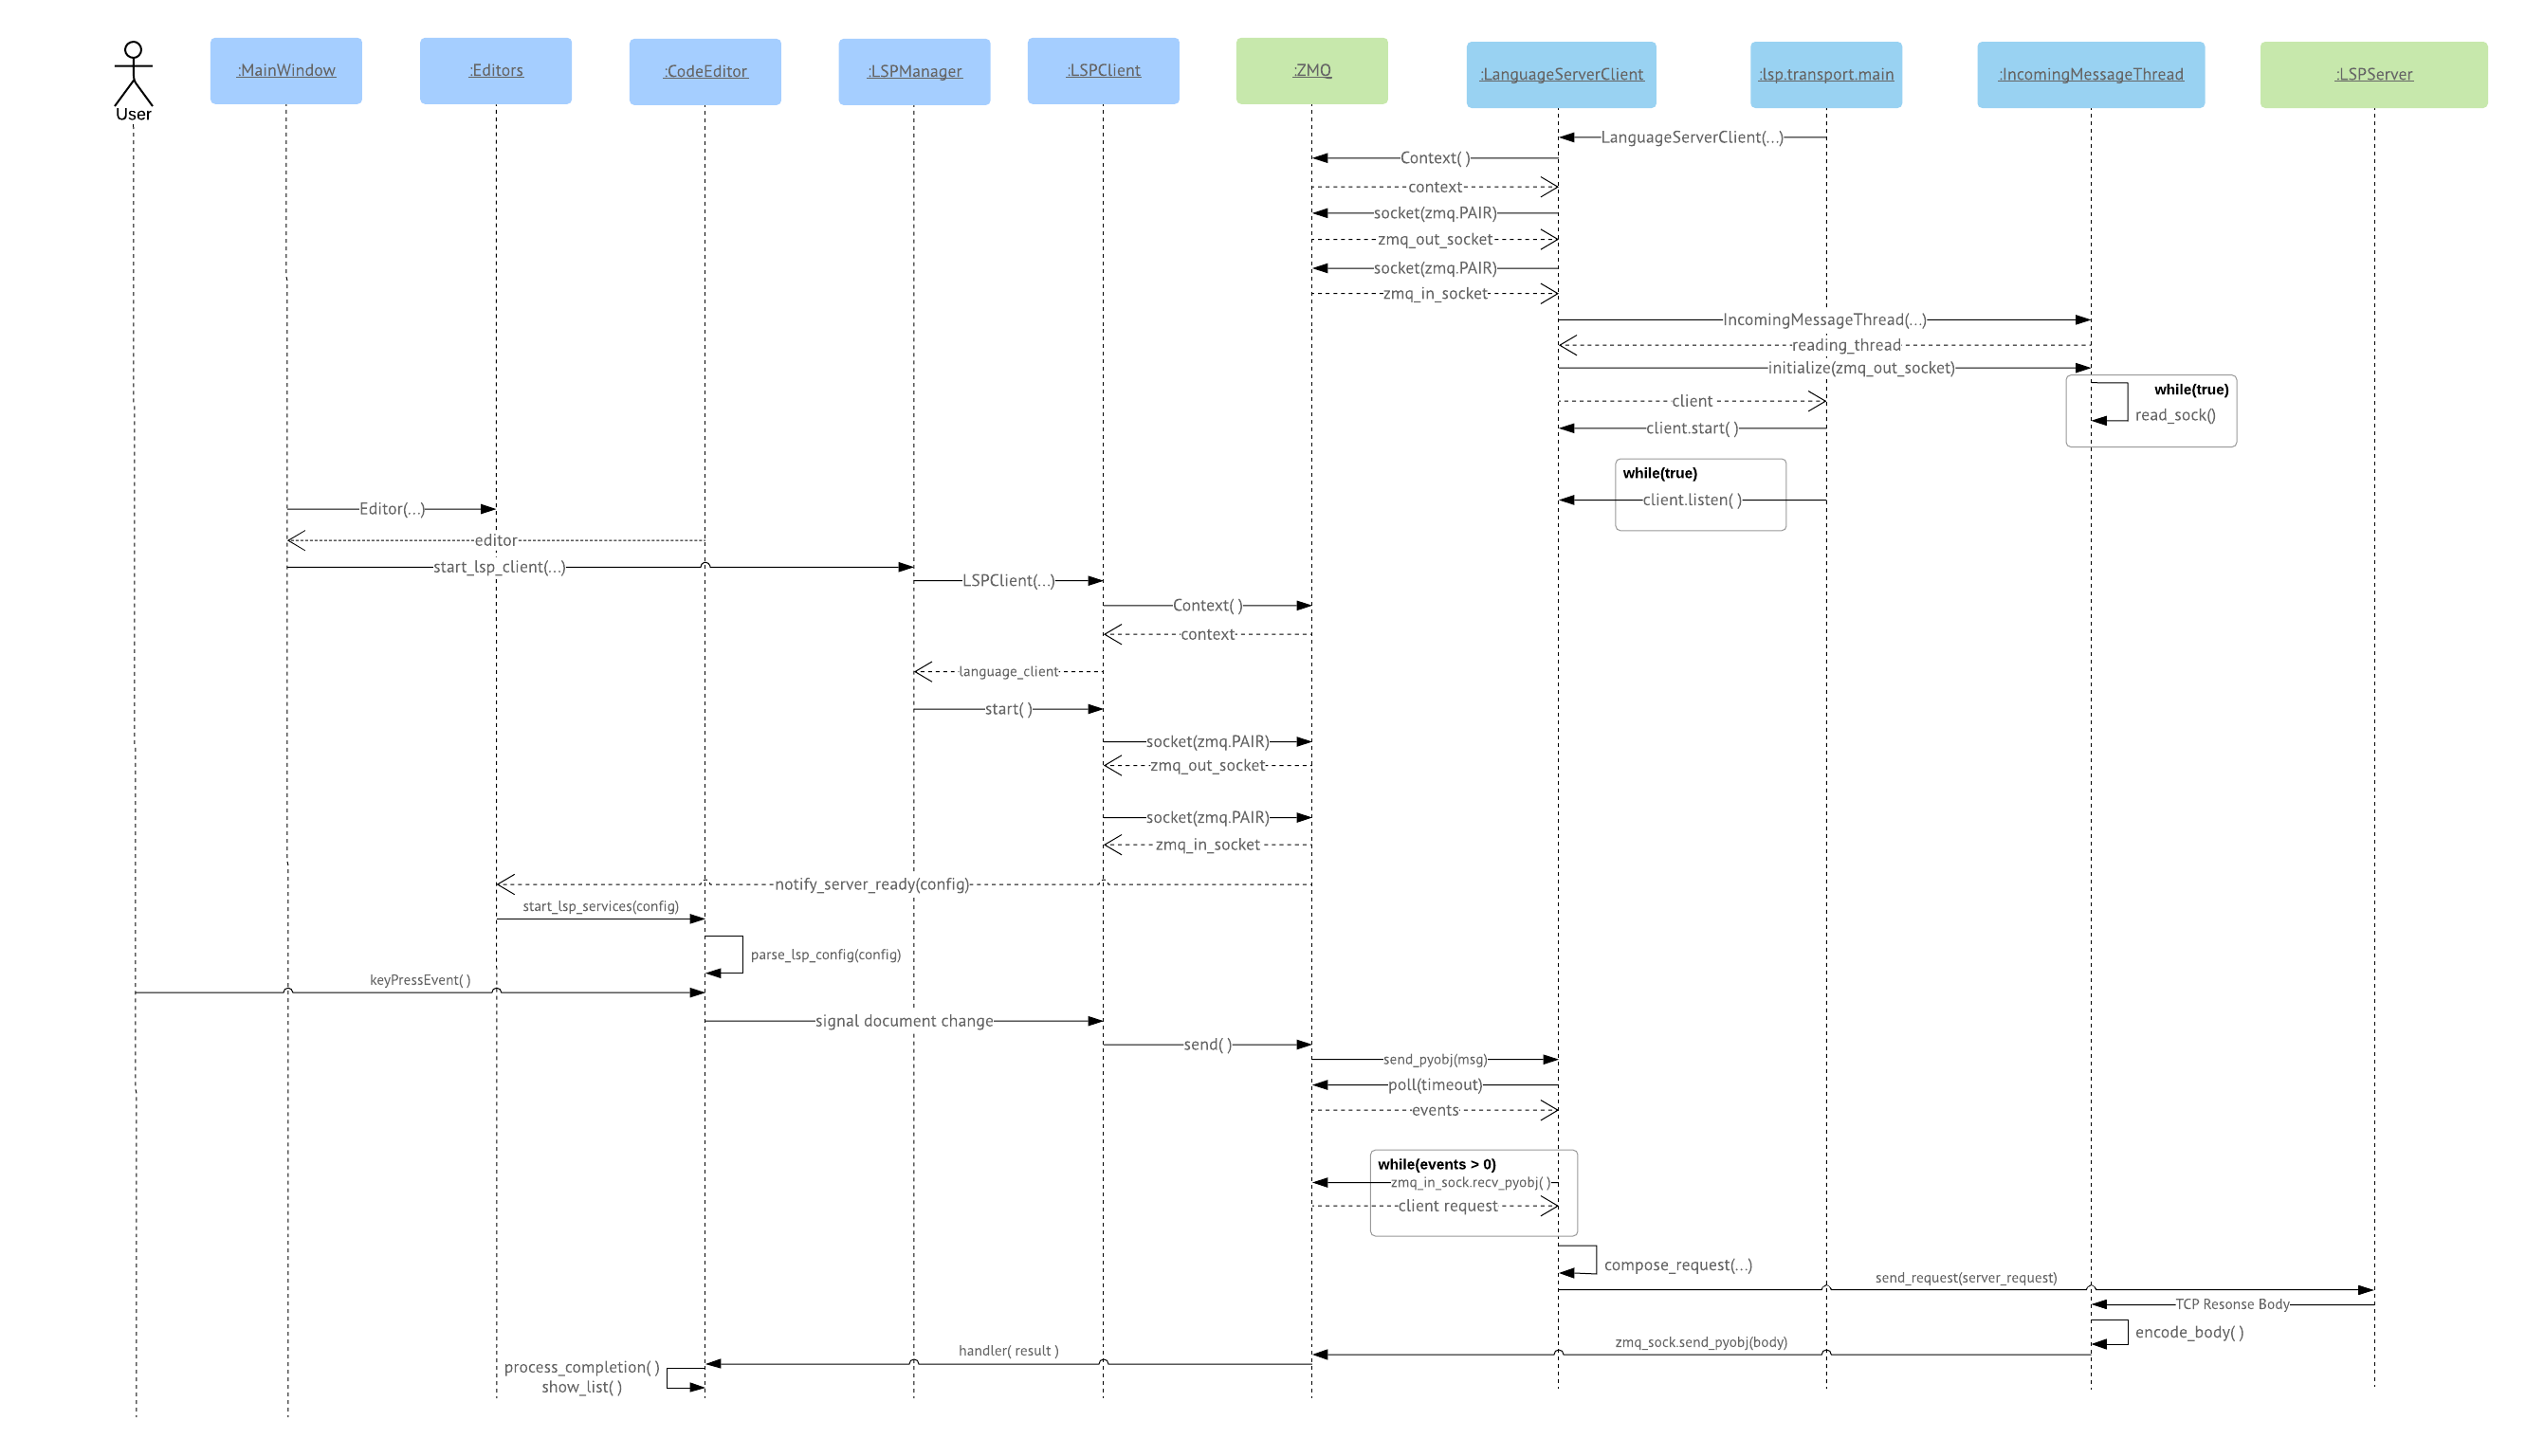 User
:MainWindow
:Editors
:CodeEditor
:LSPManager
:LSPClient
:ZMQ
:LanguageServerClient
:lsp.transport.main
:IncomingMessageThread
:LSPServer
LanguageServerClient(...)
Context( )
context
socket(zmq.PAIR)
zmq_out_socket
socket(zmq.PAIR)
zmq_in_socket
IncomingMessageThread(...)
reading_thread
initialize(zmq_out_socket)
while(true)
read_sock()
client
client.start( )
while(true)
client.listen( )
Editor(...)
editor
start_lsp_client(...)
LSPClient(...)
Context( )
context
language_client
start( )
socket(zmq.PAIR)
zmq_out_socket
socket(zmq.PAIR)
zmq_in_socket
notify_server_ready(config)
start_lsp_services(config)
parse_lsp_config(config)
keyPressEvent( )
signal document change
send( )
send_pyobj(msg)
poll(timeout)
events
while(events > 0)
zmq_in_sock.recv_pyobj( )
client request
compose_request(...)
send_request(server_request)
TCP Resonse Body
encode_body( )
zmq_sock.send_pyobj(body)
handler( result )
process_completion( )
show_list( )